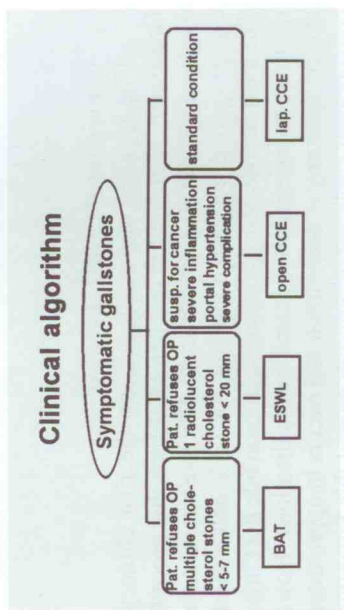 Clinical algorithm
Symptomatic gallstones
Pat. refuses OP
multiple chole-
sterol stones
< 5-7 mm
Pat. refuses OP
1 radiolucent
cholesterol
stone < 20 mm
susp. for cancer
severe inflammation
portal hypertension
severe complication
standard condition
BAT
ESWL
open CCE
lap. CCE